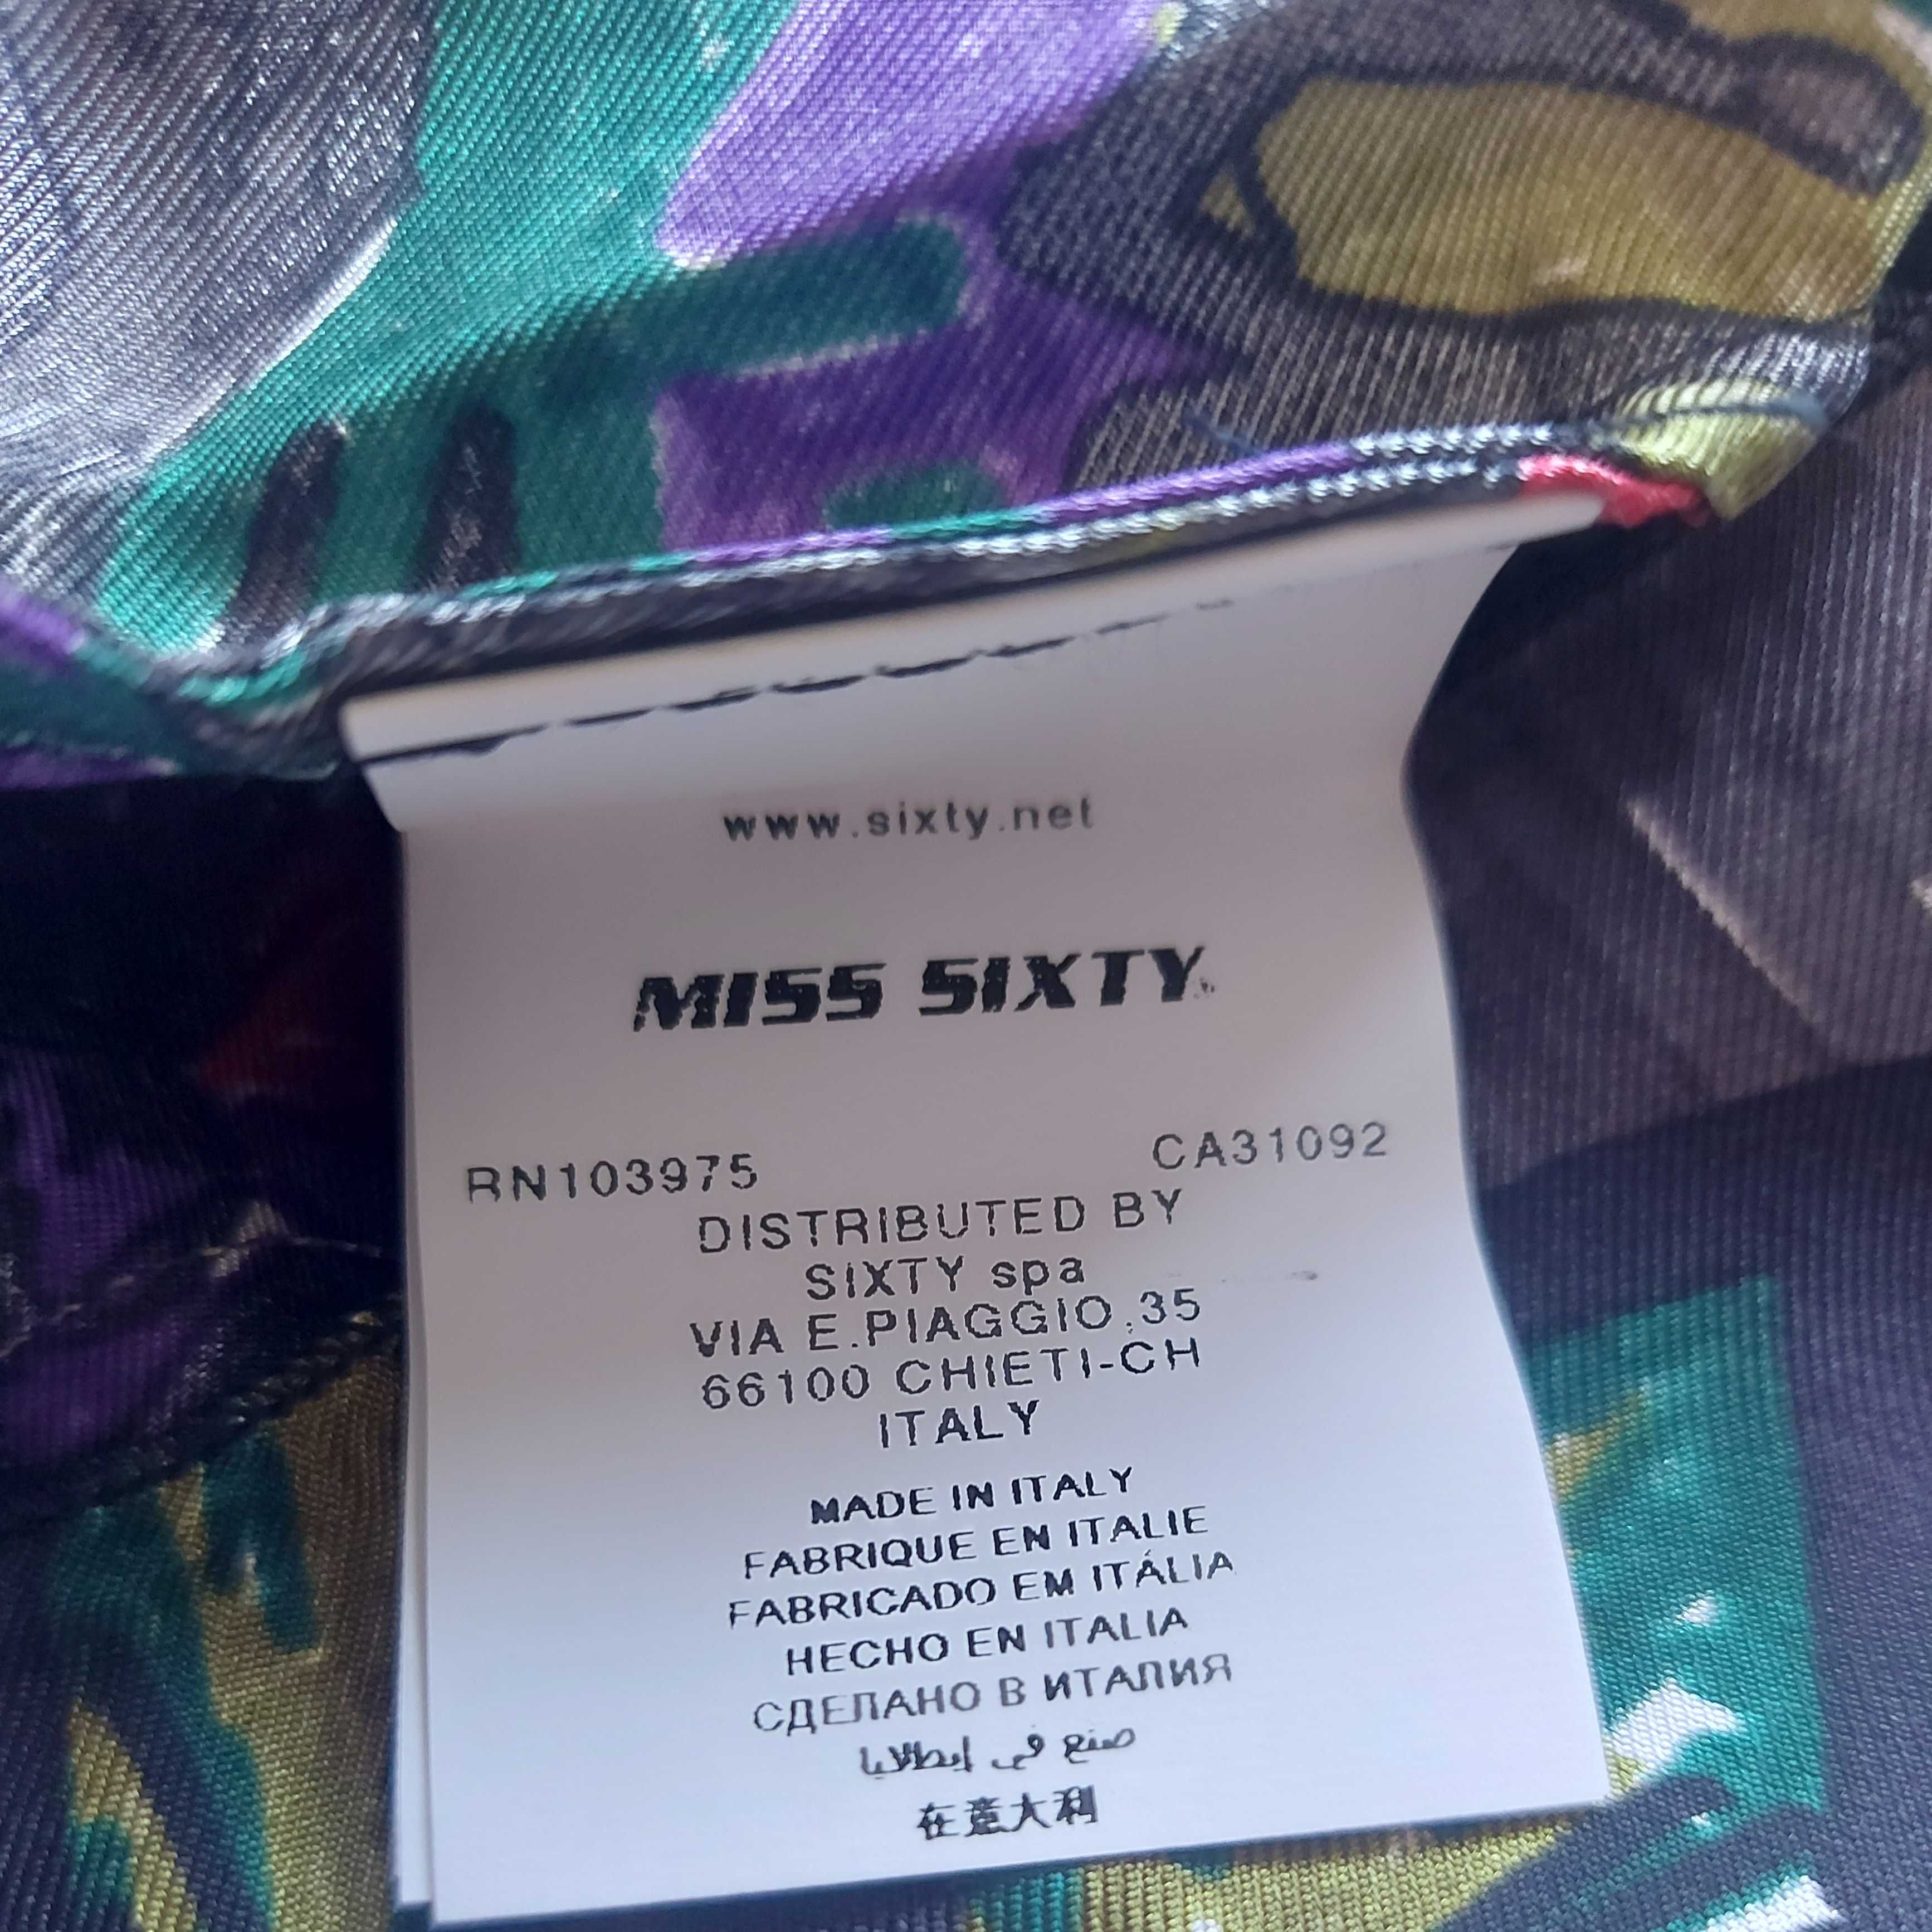 www.sixty.net
MISS SIXTY
RN103975 CA31092
DISTRIBUTED BY
SIXTY spa
VIA E.PIAGGIO,35
66100 CHIETI-CH
ITALY
MADE IN ITALY
FABRIQUE EN ITALIE
FABRICADO EM ITÁLIA
HECHO EN ITALIA
СДЕЛАНО В ИТАЛИЯ
صنع في إيطاليا
在意大利